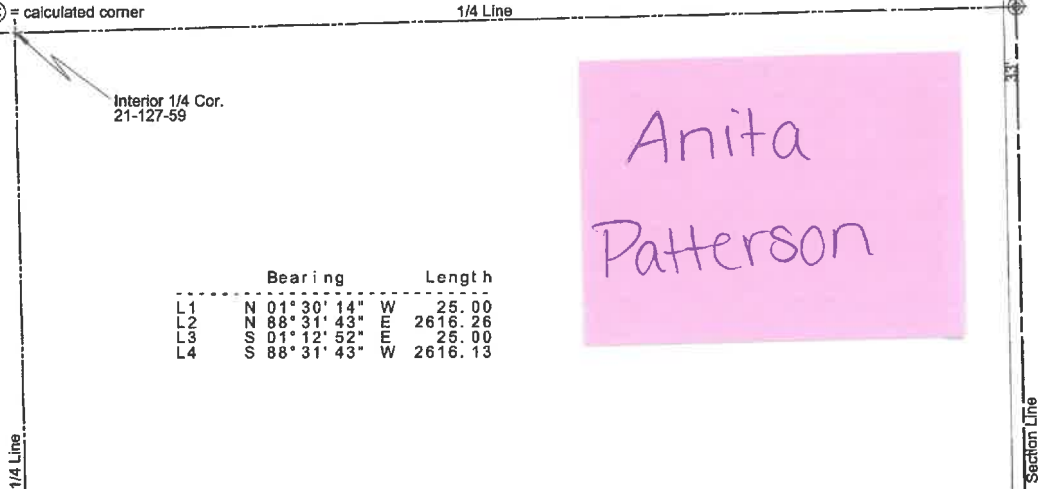 = calculated corner
1/4 Line
33'
Interior 1/4 Cor.
21-127-59
Anita
Patterson
Bearing Length
L1 N 01°30'14" W 25.00
L2 N 88°31'43" E 2616.26
L3 S 01°12'52" E 25.00
L4 S 88°31'43" W 2616.13
1/4 Line
Section Line